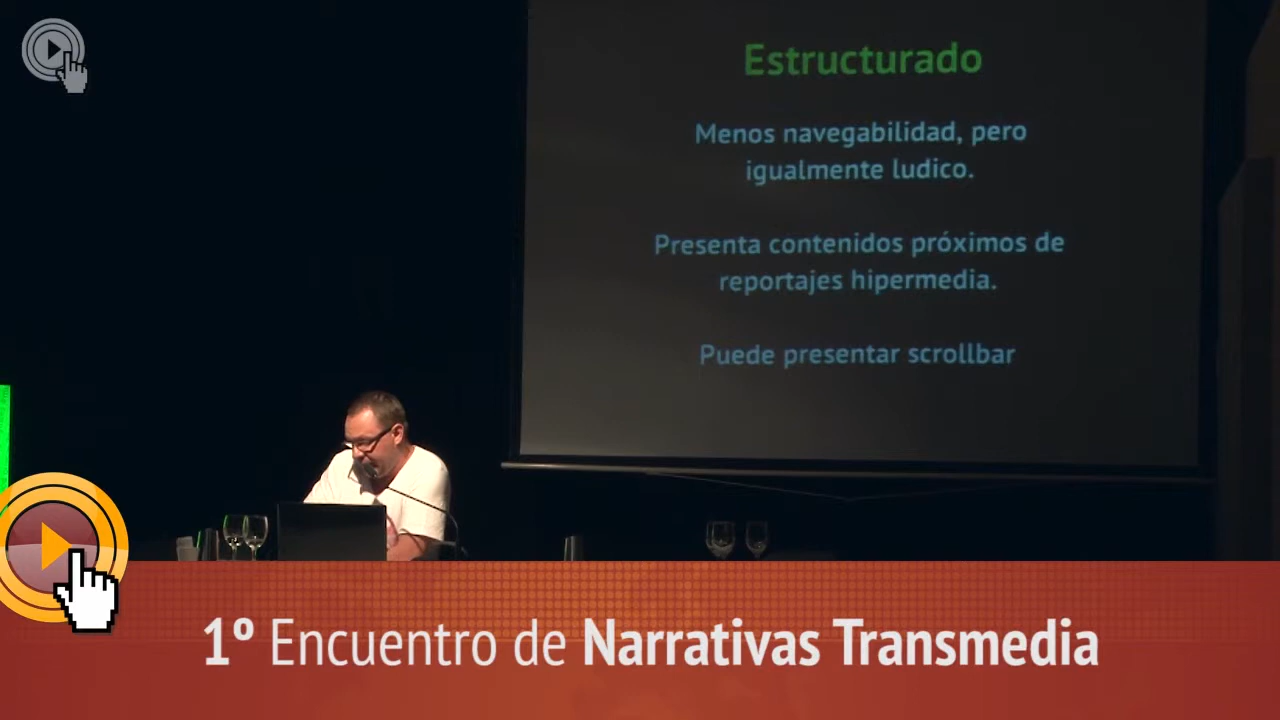 Estructurado
Menos navegabilidad, pero
igualmente ludico.
Presenta contenidos próximos de
reportajes hipermedia.
Puede presentar scrollbar
1º Encuentro de Narrativas Transmedia